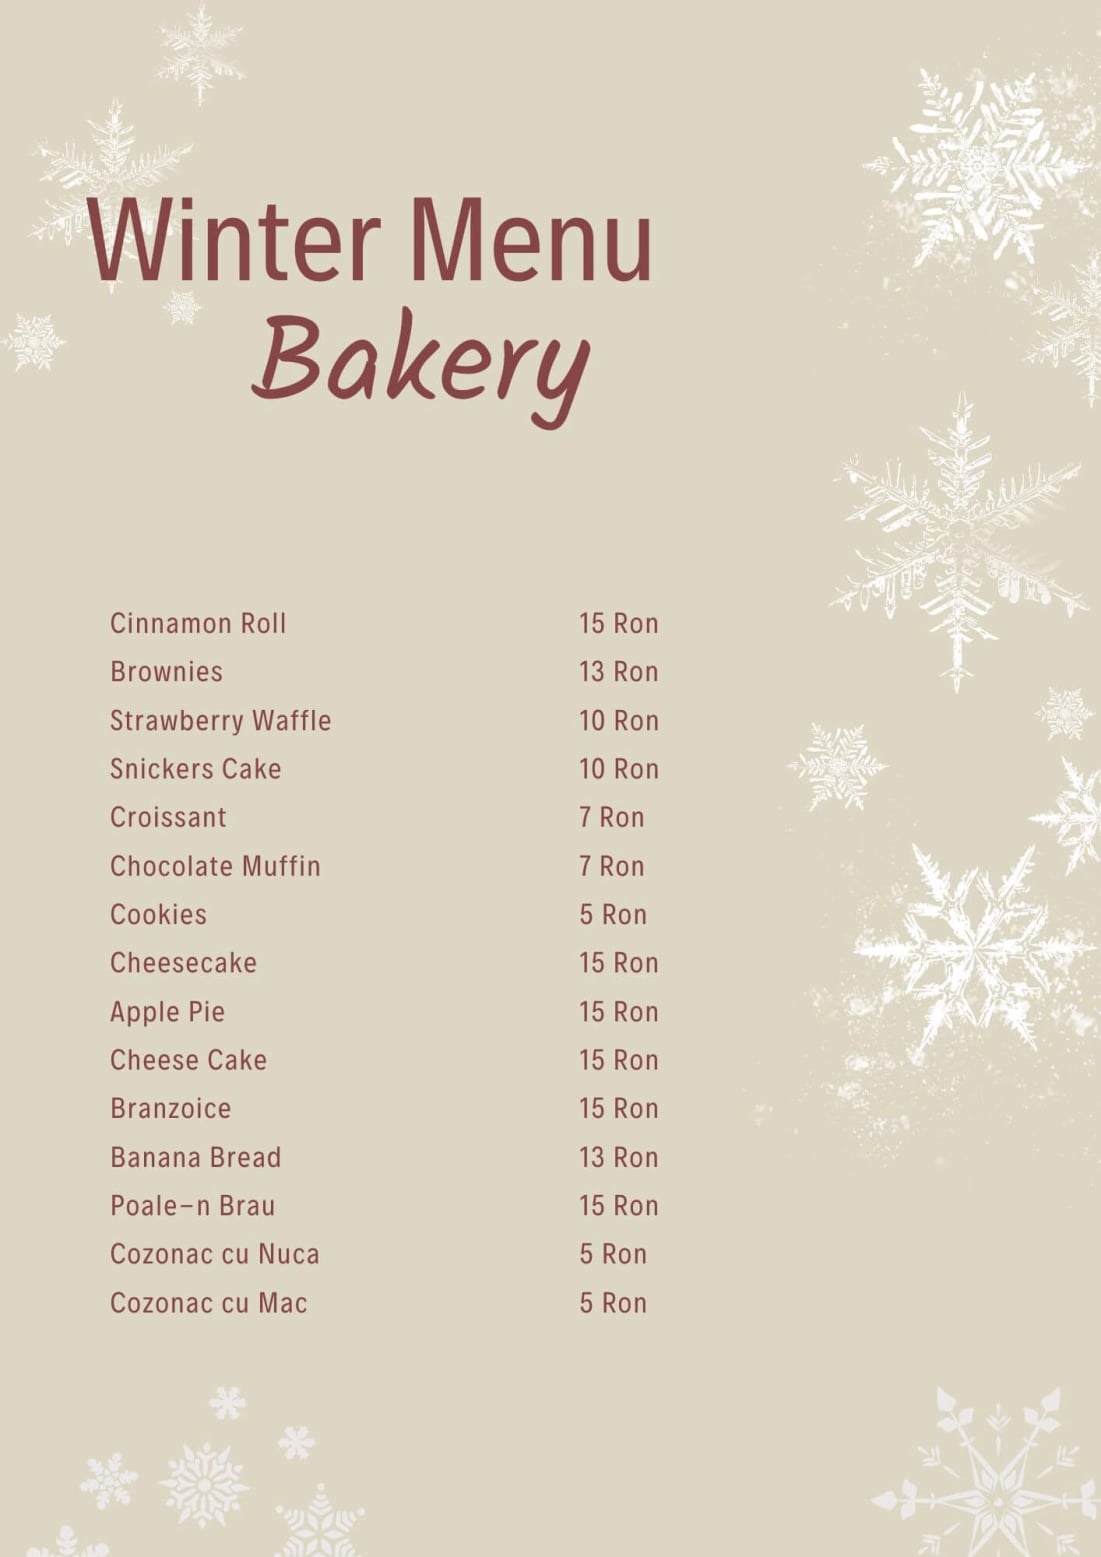 Winter Menu
Bakery
Cinnamon Roll 15 Ron
Brownies 13 Ron
Strawberry Waffle 10 Ron
Snickers Cake 10 Ron
Croissant 7 Ron
Chocolate Muffin 7 Ron
Cookies 5 Ron
Cheesecake 15 Ron
Apple Pie 15 Ron
Cheese Cake 15 Ron
Branzoice 15 Ron
Banana Bread 13 Ron
Poale–n Brau 15 Ron
Cozonac cu Nuca 5 Ron
Cozonac cu Mac 5 Ron